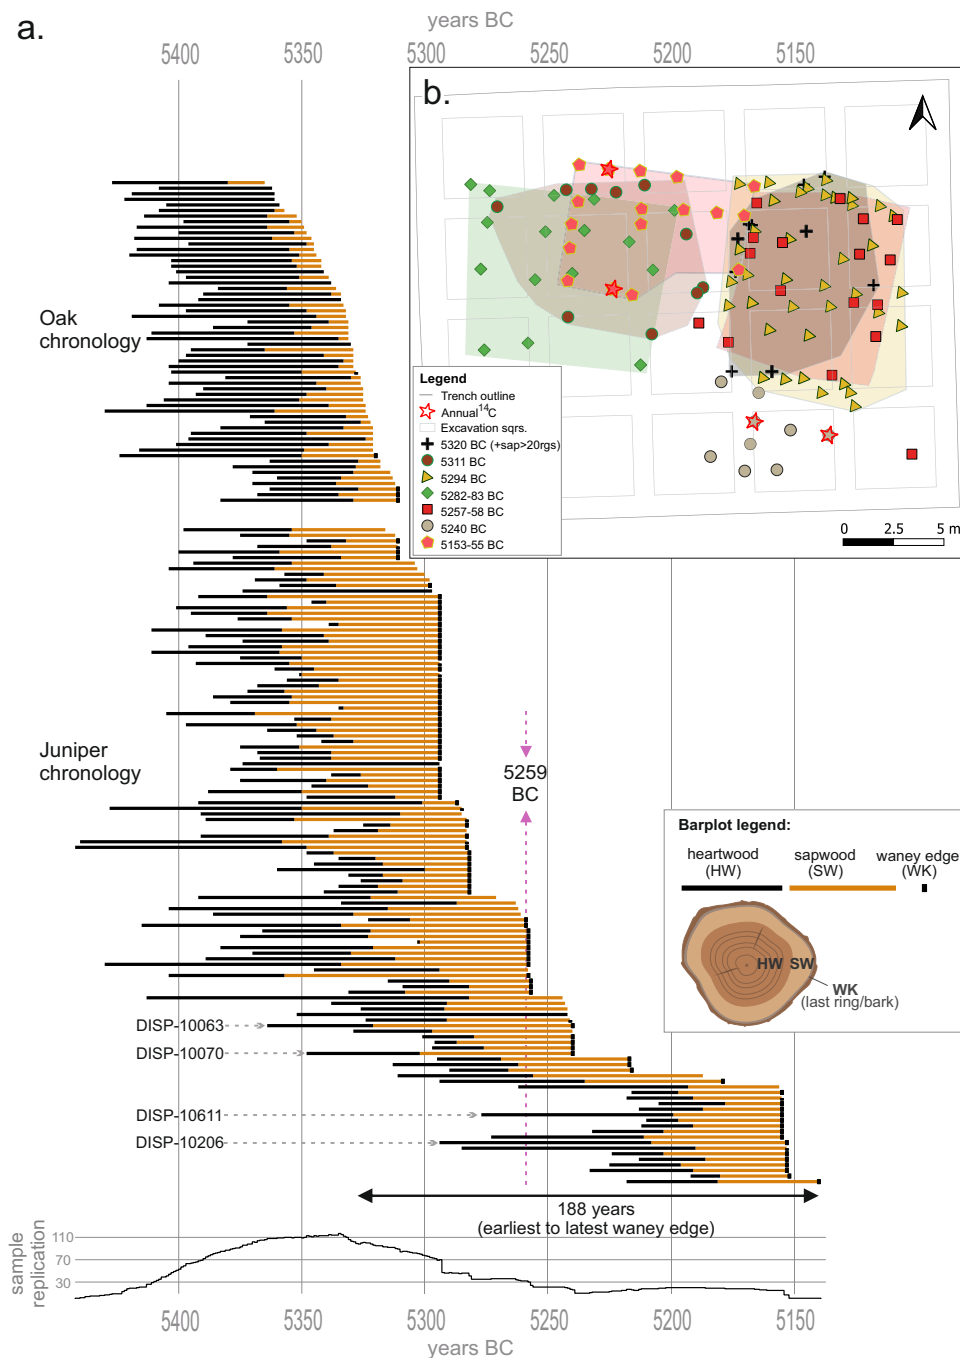 a.
years BC
5400 5350 5300 5250 5200 5150
b.
Oak
chronology
Legend
Trench outline
Annual ¹⁴C
Excavation sqrs.
5320 BC (+sap>20rgs)
5311 BC
5294 BC
5282-83 BC
5257-58 BC
5240 BC
5153-55 BC
0 2.5 5 m
Juniper
chronology
5259
BC
Barplot legend:
heartwood sapwood waney edge
(HW) (SW) (WK)
HW SW
WK
(last ring/bark)
DISP-10063
DISP-10070
DISP-10611
DISP-10206
188 years
(earliest to latest waney edge)
sample
replication
110
70
30
5400 5350 5300 5250 5200 5150
years BC